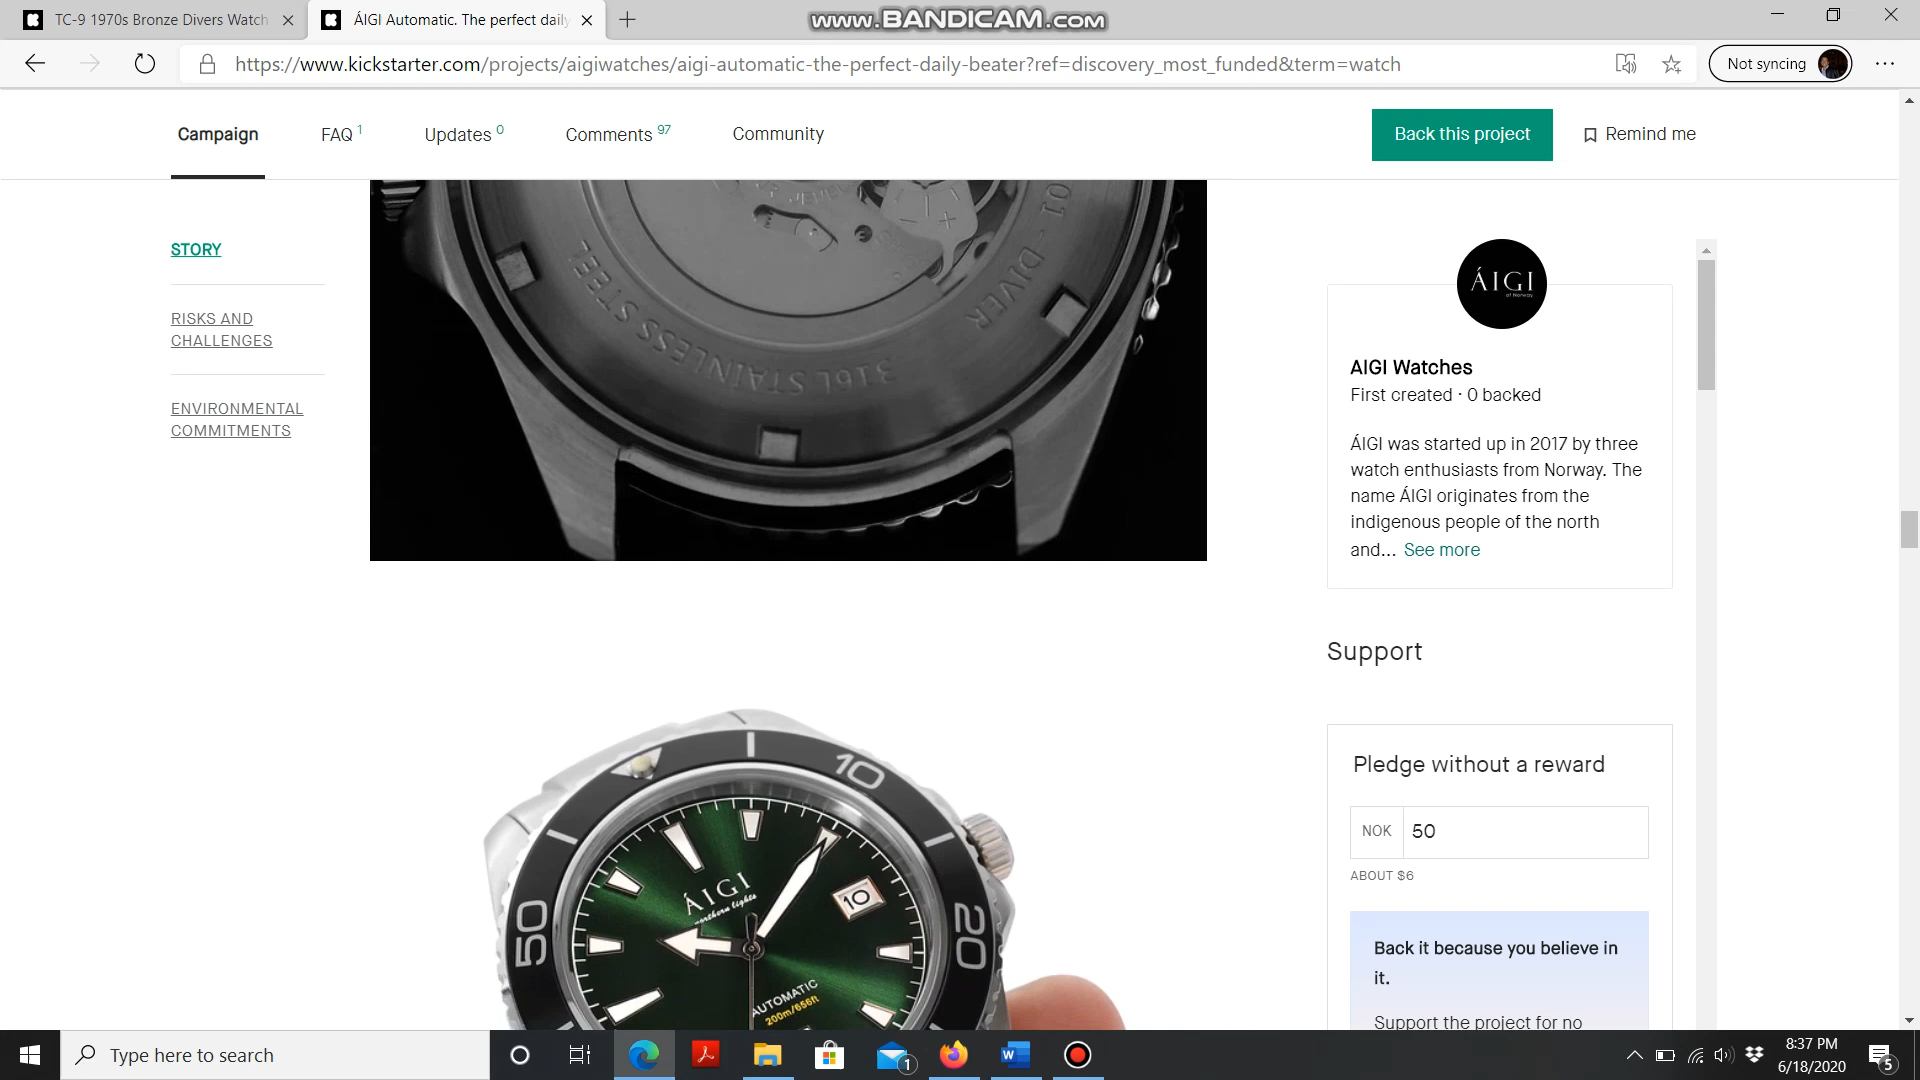 TC-9 1970s Bronze Divers Watch
ÁIGI Automatic. The perfect daily
www.BANDICAM.com
https://www.kickstarter.com/projects/aigiwatches/aigi-automatic-the-perfect-daily-beater?ref=discovery_most_funded&term=watch
Not syncing
Campaign
FAQ 1
Updates 0
Comments 97
Community
Back this project
Remind me
STORY
RISKS AND
CHALLENGES
ENVIRONMENTAL
COMMITMENTS
01 - DIVER
316L STAINLESS STEEL
ÁIGI
of Norway
AIGI Watches
First created · 0 backed
ÁIGI was started up in 2017 by three
watch enthusiasts from Norway. The
name ÁIGI originates from the
indigenous people of the north
and... See more
Support
Pledge without a reward
NOK 50
ABOUT $6
Back it because you believe in
it.
Support the project for no
10
20
50
ÁIGI
northern lights
10
AUTOMATIC
200m/656ft
Type here to search
1
8:37 PM
6/18/2020
5